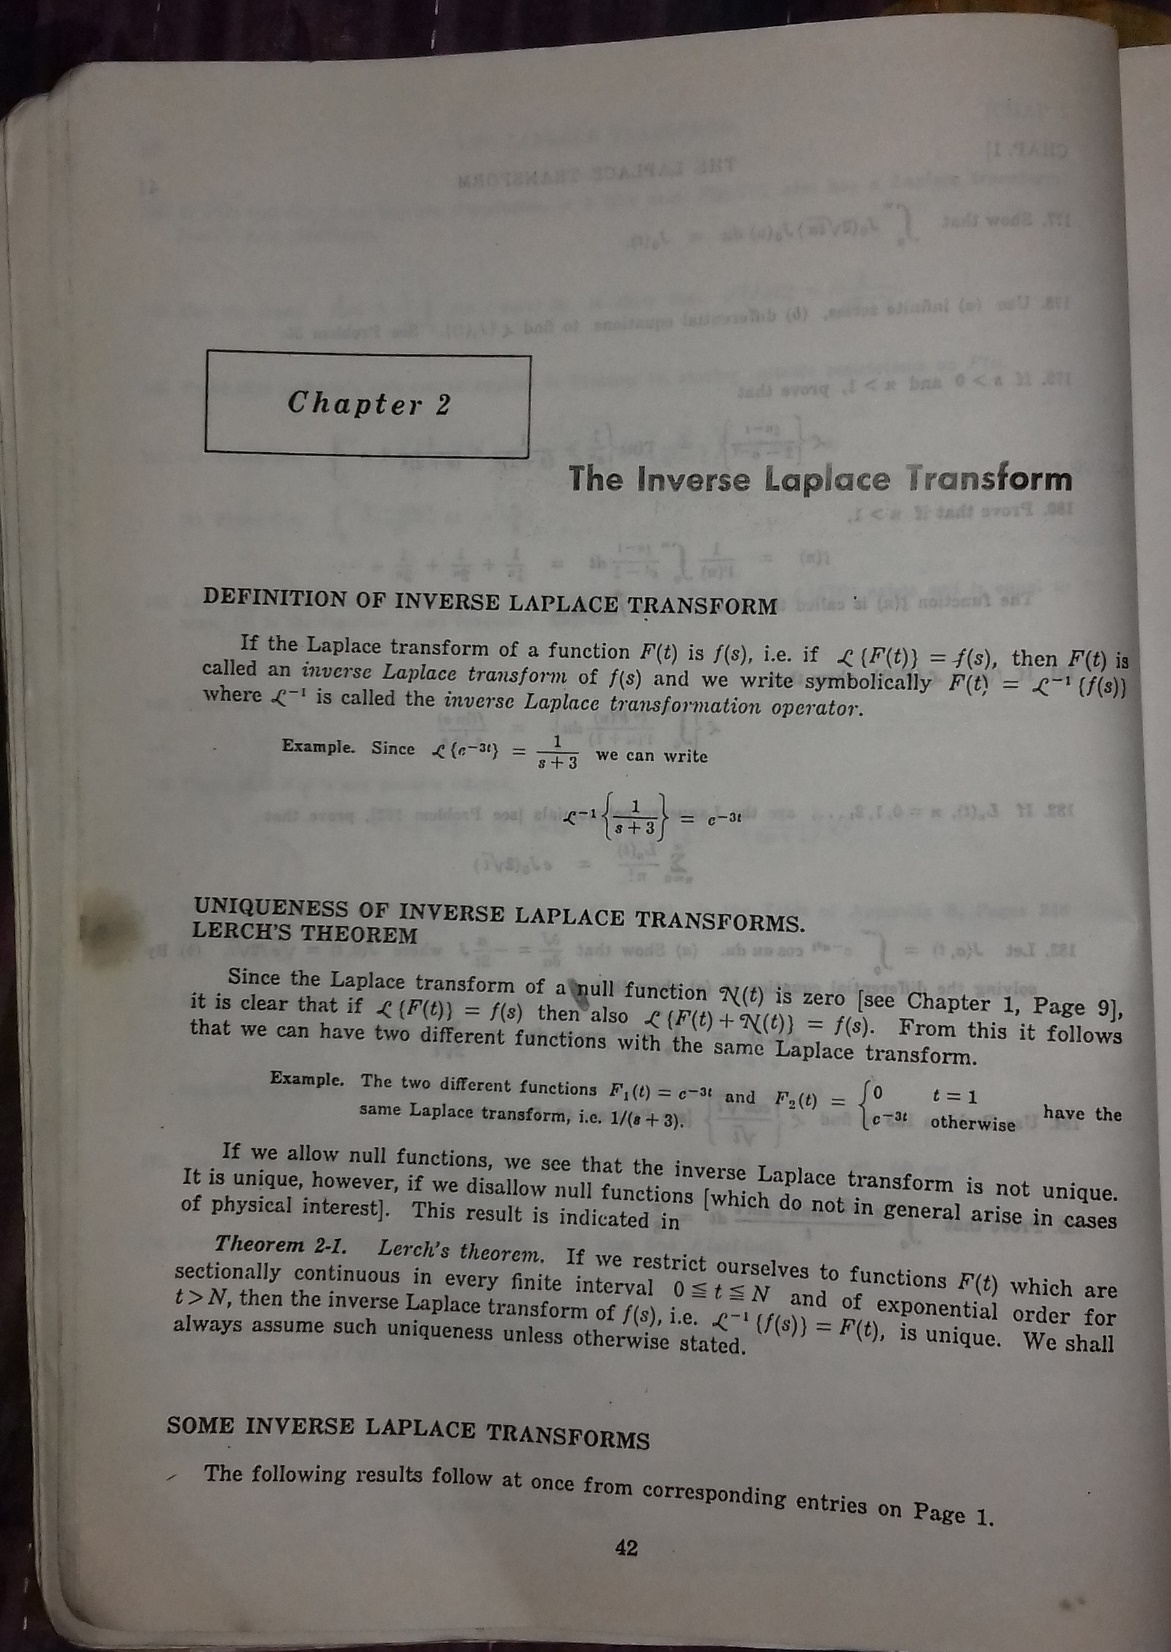 Chapter 2
The Inverse Laplace Transform
DEFINITION OF INVERSE LAPLACE TRANSFORM
If the Laplace transform of a function F(t) is f(s), i.e. if ℒ{F(t)} = f(s), then F(t) is
called an inverse Laplace transform of f(s) and we write symbolically F(t) = ℒ⁻¹{f(s)}
where ℒ⁻¹ is called the inverse Laplace transformation operator.
Example. Since ℒ{e⁻³ᵗ} = 1/(s+3) we can write
ℒ⁻¹{1/(s+3)} = e⁻³ᵗ
UNIQUENESS OF INVERSE LAPLACE TRANSFORMS.
LERCH'S THEOREM
Since the Laplace transform of a null function 𝒩(t) is zero [see Chapter 1, Page 9],
it is clear that if ℒ{F(t)} = f(s) then also ℒ{F(t) + 𝒩(t)} = f(s). From this it follows
that we can have two different functions with the same Laplace transform.
Example. The two different functions F₁(t) = e⁻³ᵗ and F₂(t) = { 0 t = 1
e⁻³ᵗ otherwise have the
same Laplace transform, i.e. 1/(s + 3).
If we allow null functions, we see that the inverse Laplace transform is not unique.
It is unique, however, if we disallow null functions [which do not in general arise in cases
of physical interest]. This result is indicated in
Theorem 2-1. Lerch's theorem. If we restrict ourselves to functions F(t) which are
sectionally continuous in every finite interval 0 ≦ t ≦ N and of exponential order for
t > N, then the inverse Laplace transform of f(s), i.e. ℒ⁻¹{f(s)} = F(t), is unique. We shall
always assume such uniqueness unless otherwise stated.
SOME INVERSE LAPLACE TRANSFORMS
The following results follow at once from corresponding entries on Page 1.
42